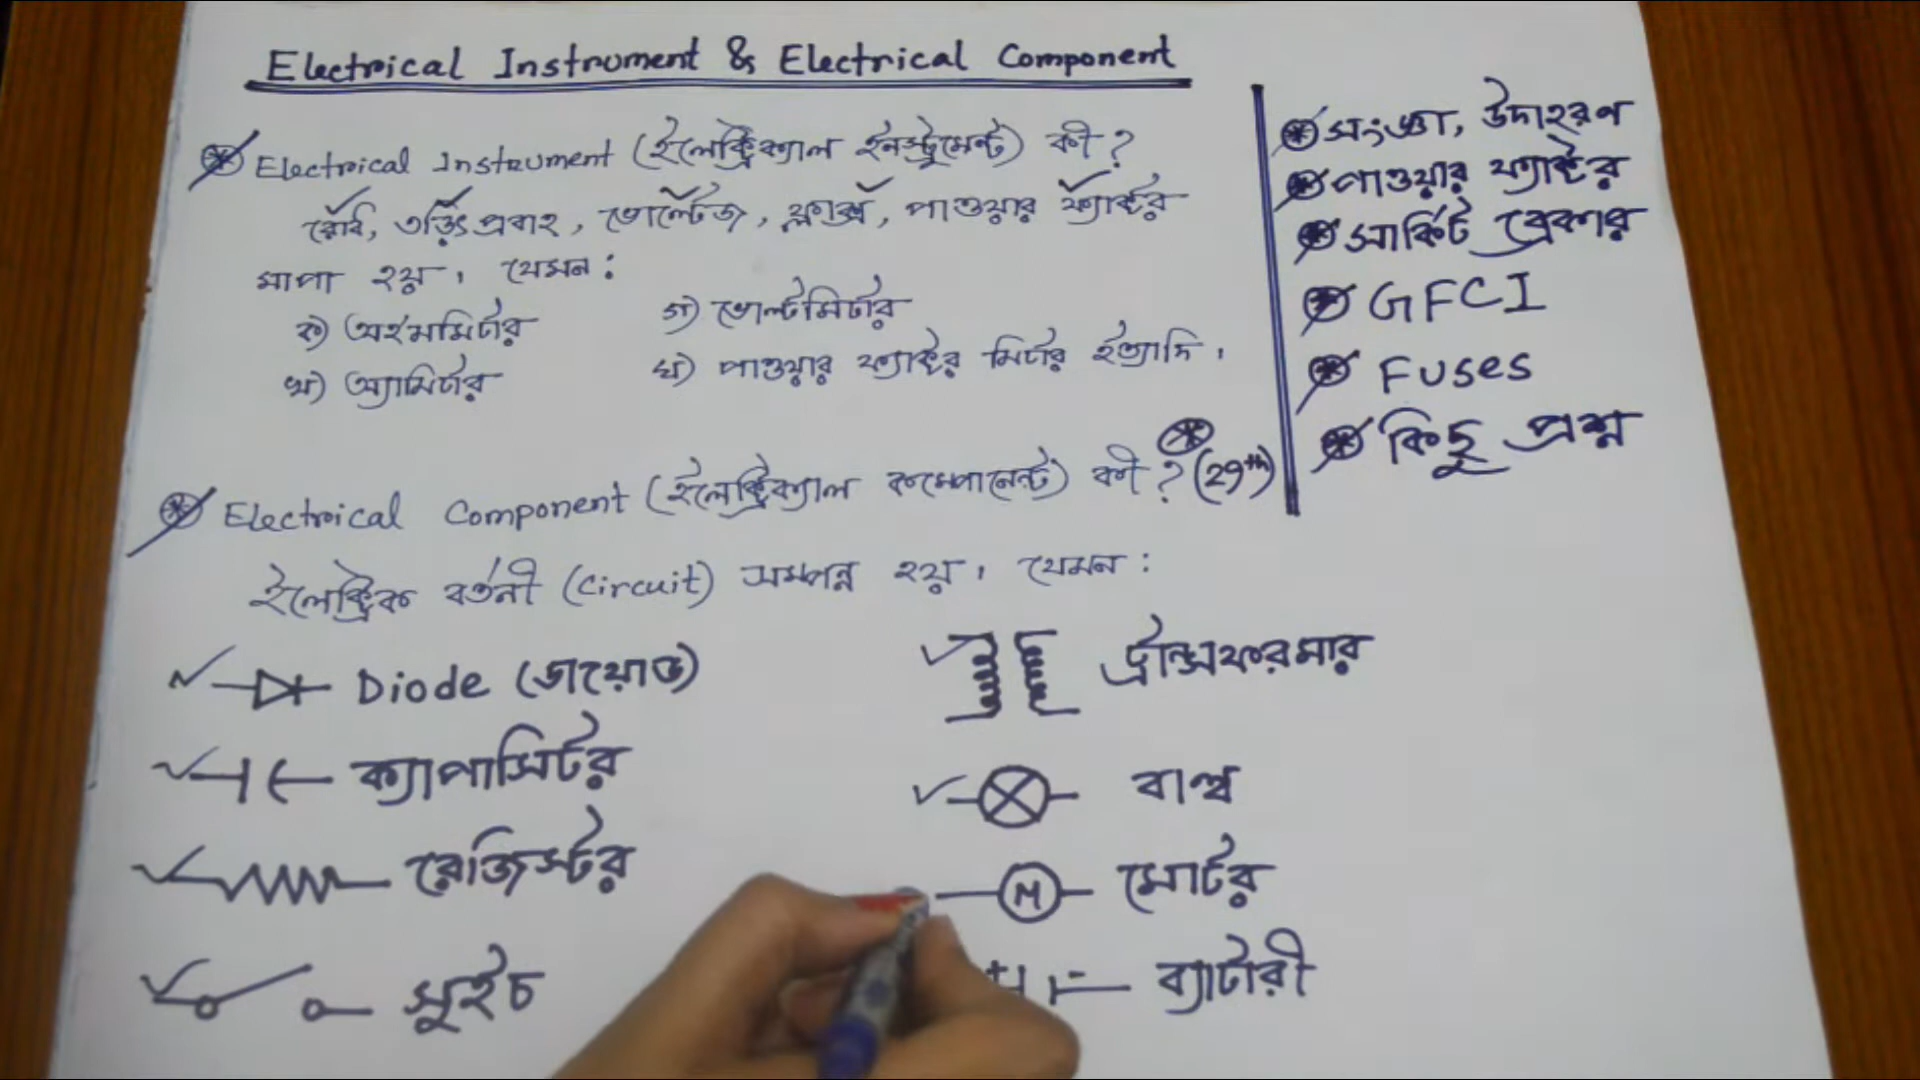 Electrical Instrument & Electrical Component
Electrical Instrument (ইলেক্ট্রিক্যাল ইনস্ট্রুমেন্ট) কী?
রোধ, তড়িৎ প্রবাহ, ভোল্টেজ, ফ্লাক্স, পাওয়ার ফ্যাক্টর
মাপা হয়। যেমন:
ক) অহমমিটার
গ) ভোল্টমিটার
খ) অ্যামিটার
ঘ) পাওয়ার ফ্যাক্টর মিটার ইত্যাদি।
Electrical Component (ইলেক্ট্রিক্যাল কম্পোনেন্ট) কী? (29th)
ইলেক্ট্রিক বর্তনী (circuit) সম্পন্ন হয়। যেমন:
Diode (ডায়োড)
ক্যাপাসিটর
রেজিস্টর
সুইচ
ট্রান্সফরমার
বাল্ব
M মোটর
+ - ব্যাটারী
সংজ্ঞা, উদাহরণ
পাওয়ার ফ্যাক্টর
সার্কিট ব্রেকার
GFCI
Fuses
কিছু প্রশ্ন